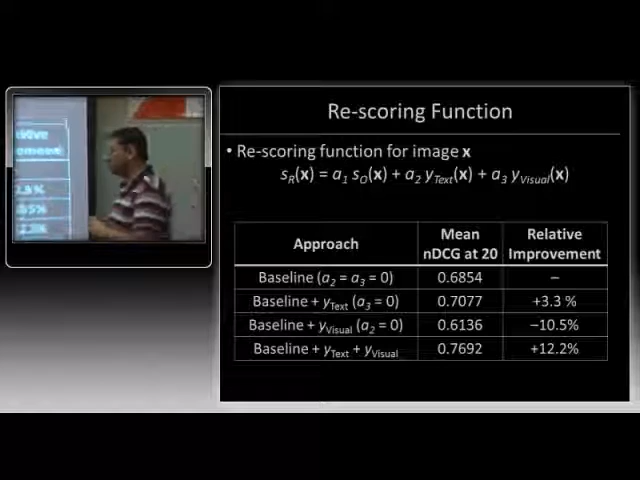 Re-scoring Function
• Re-scoring function for image x
s_R(x) = a_1 s_O(x) + a_2 y_Text(x) + a_3 y_Visual(x)
Approach Mean nDCG at 20 Relative Improvement
Baseline (a_2 = a_3 = 0) 0.6854 –
Baseline + y_Text (a_3 = 0) 0.7077 +3.3 %
Baseline + y_Visual (a_2 = 0) 0.6136 –10.5%
Baseline + y_Text + y_Visual 0.7692 +12.2%